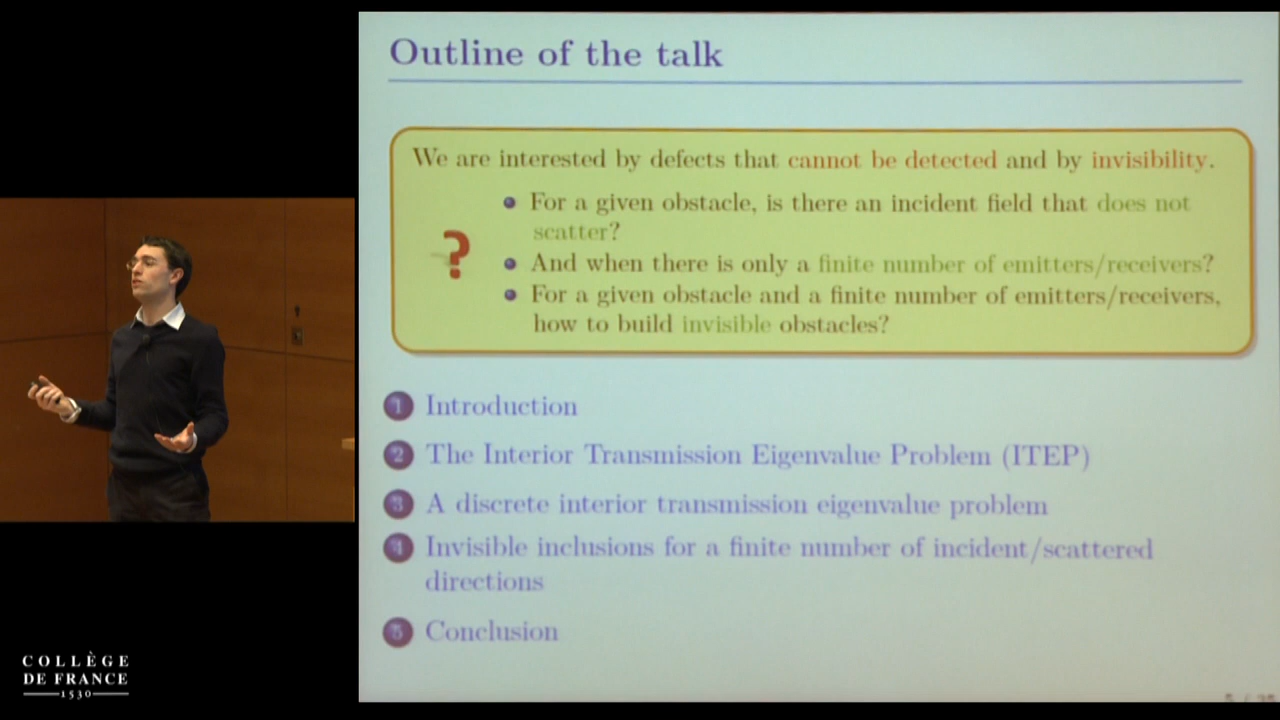 Outline of the talk
We are interested by defects that cannot be detected and by invisibility.
?
• For a given obstacle, is there an incident field that does not
scatter?
• And when there is only a finite number of emitters/receivers?
• For a given obstacle and a finite number of emitters/receivers,
how to build invisible obstacles?
1 Introduction
2 The Interior Transmission Eigenvalue Problem (ITEP)
3 A discrete interior transmission eigenvalue problem
4 Invisible inclusions for a finite number of incident/scattered
directions
5 Conclusion
COLLÈGE
DE FRANCE
1530